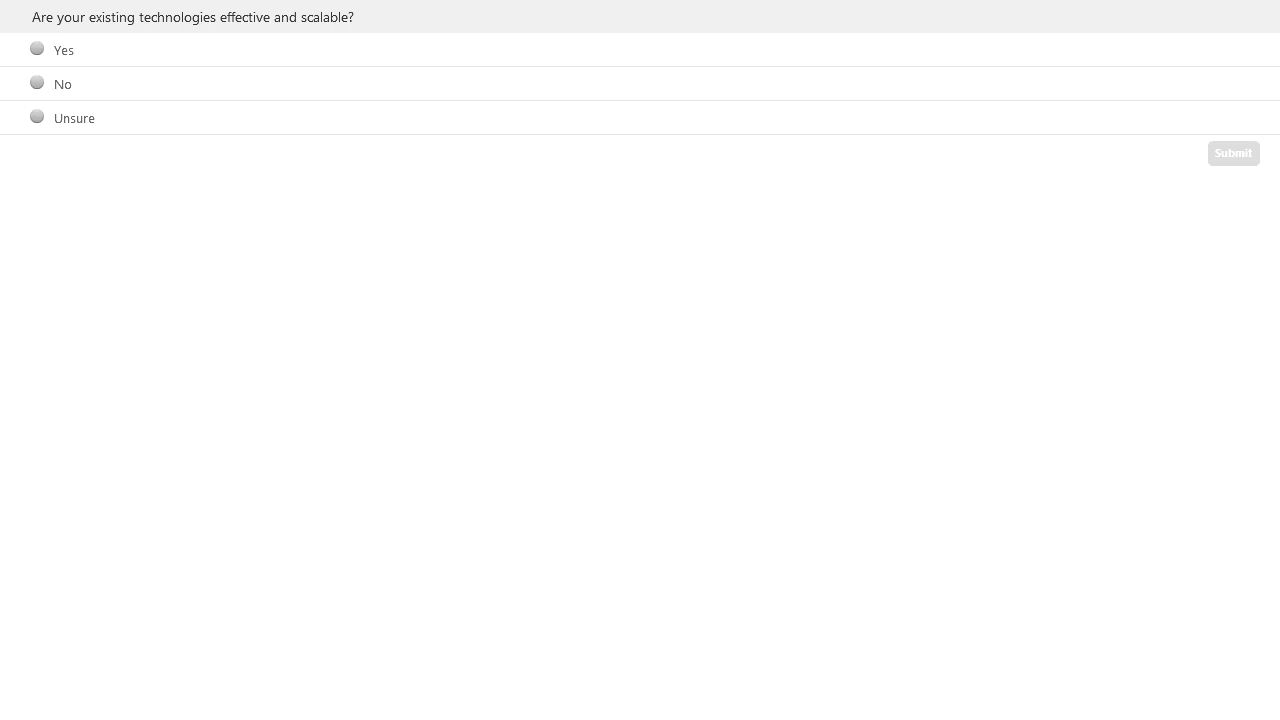 Are your existing technologies effective and scalable?
Yes
No
Unsure
Submit